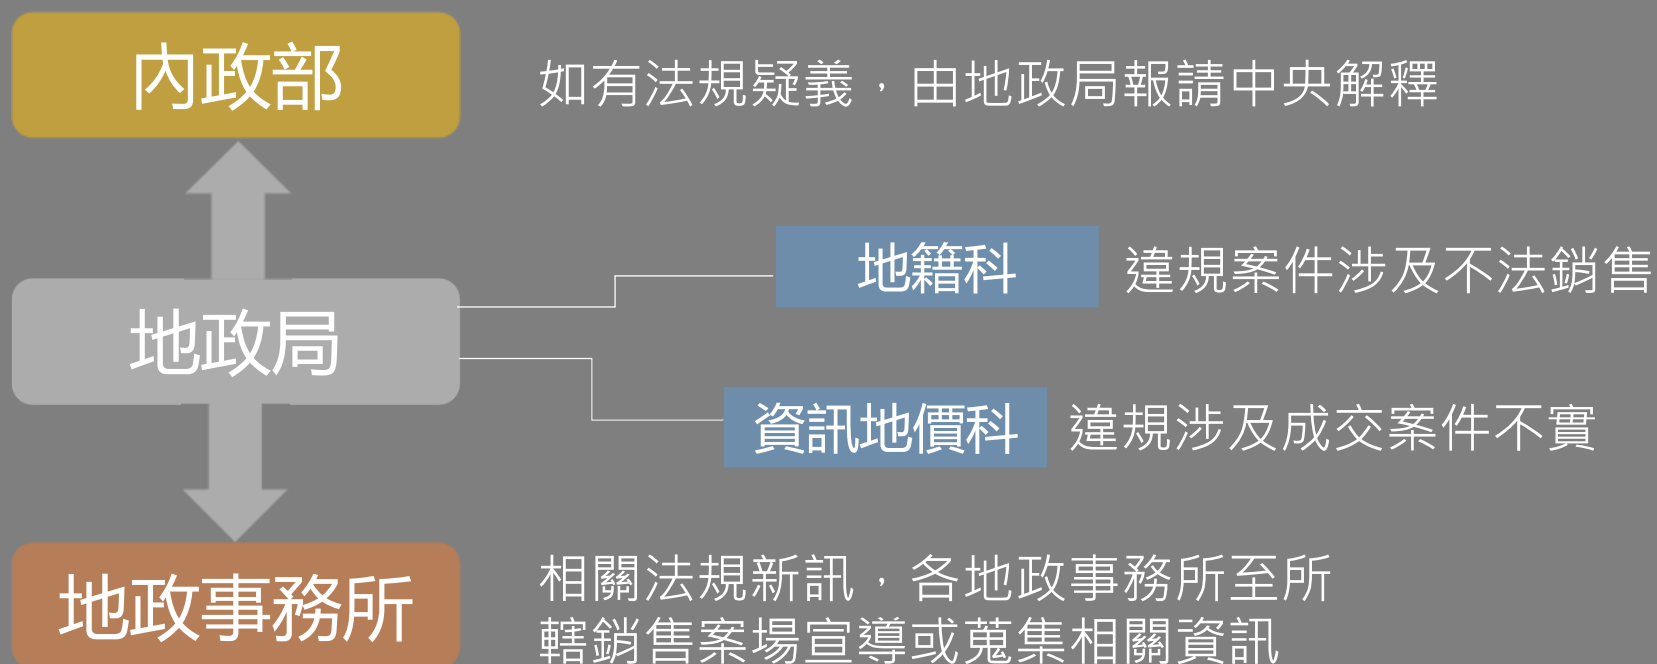 內政部
如有法規疑義，由地政局報請中央解釋
地籍科
違規案件涉及不法銷售
地政局
資訊地價科
違規涉及成交案件不實
地政事務所
相關法規新訊，各地政事務所至所
轄銷售案場宣導或蒐集相關資訊